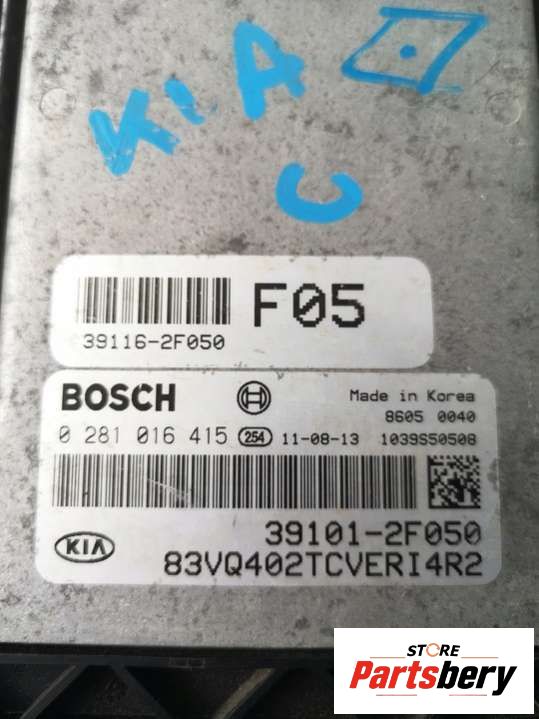 KIA
C
F05
39116-2F050
BOSCH
Made in Korea
8605 0040
0 281 016 415 254 11-08-13 1039S50508
39101-2F050
KIA
83VQ402TCVERI4R2
STORE
Partsbery